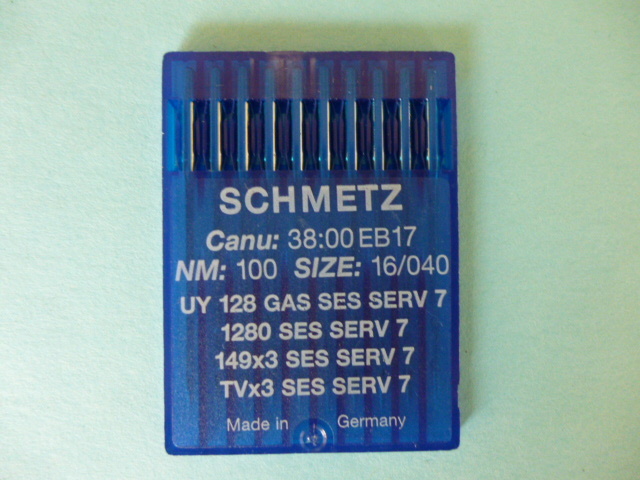 SCHMETZ
Canu: 38:00 EB17
NM: 100 SIZE: 16/040
UY 128 GAS SES SERV 7
1280 SES SERV 7
149x3 SES SERV 7
TVx3 SES SERV 7
Made in Germany